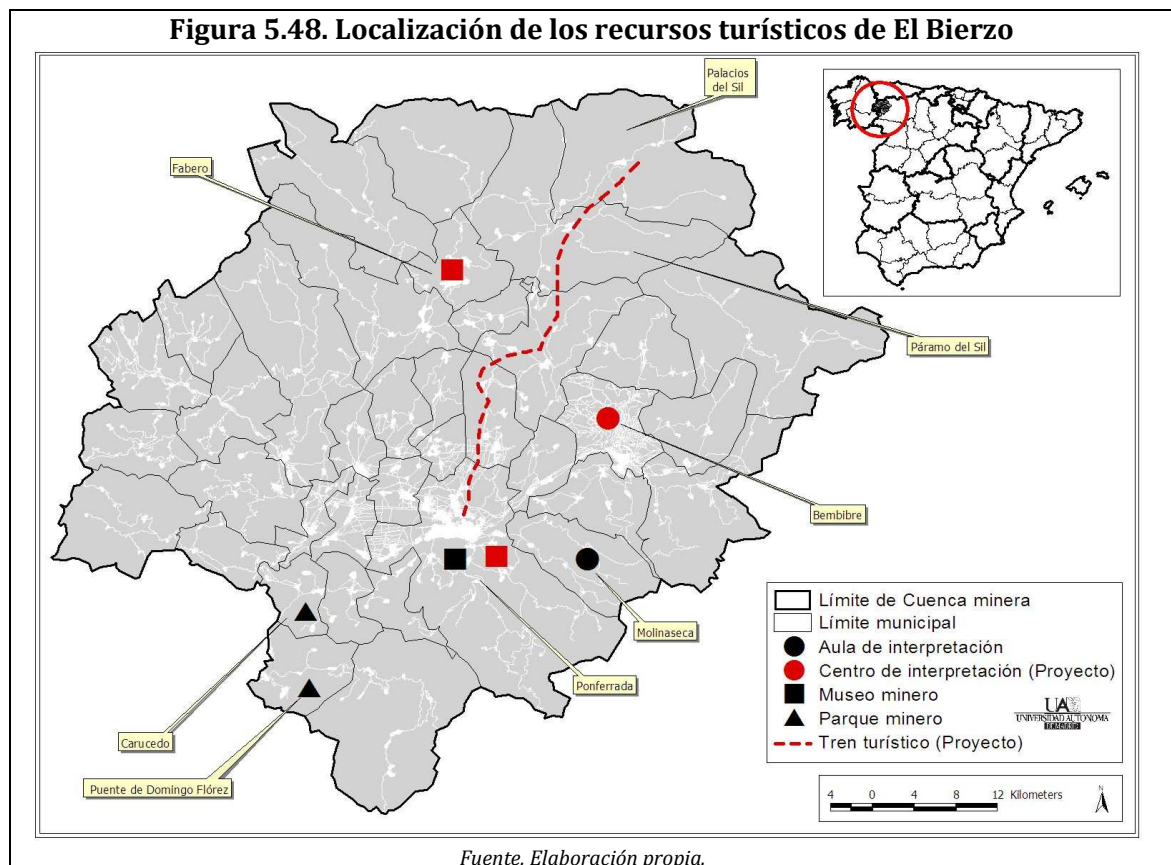 Figura 5.48. Localización de los recursos turísticos de El Bierzo
Palacios
del Sil
Fabero
Páramo del Sil
Bembibre
Molinaseca
Ponferrada
Carucedo
Puente de Domingo Flórez
Límite de Cuenca minera
Límite municipal
Aula de interpretación
Centro de interpretación (Proyecto)
Museo minero
Parque minero
Tren turístico (Proyecto)
UA
UNIVERSIDAD AUTONOMA
DE MADRID
4 0 4 8 12 Kilometers
N
Fuente. Elaboración propia.